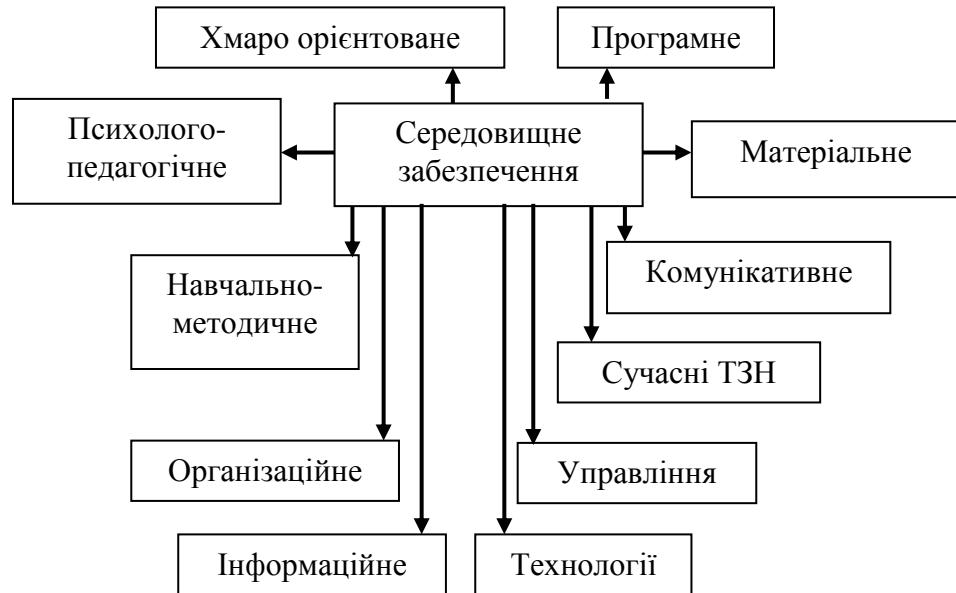 Хмаро орієнтоване
Програмне
Психолого-
педагогічне
Середовищне
забезпечення
Матеріальне
Навчально-
методичне
Комунікативне
Сучасні ТЗН
Організаційне
Управління
Інформаційне
Технології